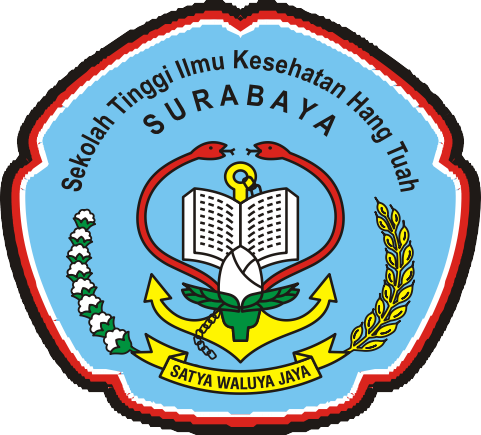 Sekolah Tinggi Ilmu Kesehatan Hang Tuah
SURABAYA
SATYA WALUYA JAYA